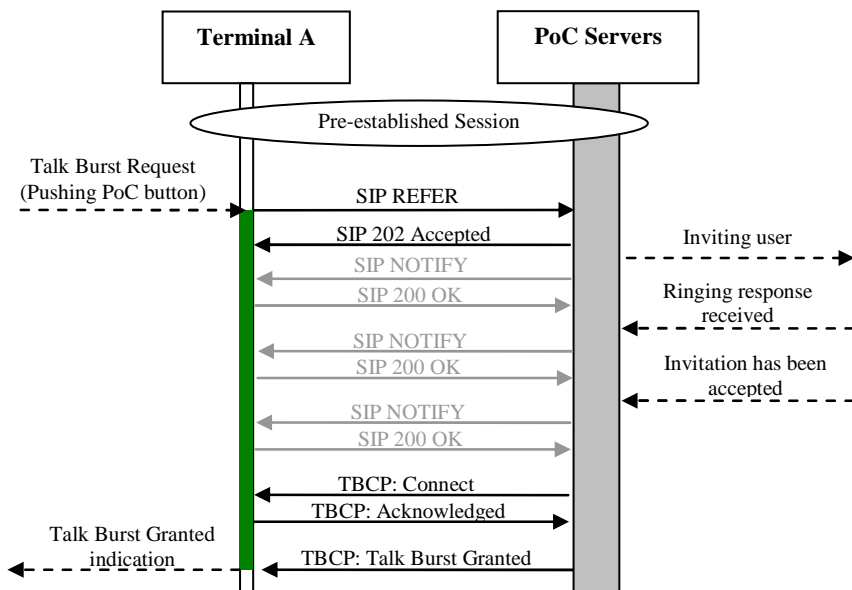 Terminal A
PoC Servers
Pre-established Session
Talk Burst Request
(Pushing PoC button)
SIP REFER
SIP 202 Accepted
Inviting user
SIP NOTIFY
SIP 200 OK
Ringing response
received
SIP NOTIFY
SIP 200 OK
Invitation has been
accepted
SIP NOTIFY
SIP 200 OK
TBCP: Connect
TBCP: Acknowledged
Talk Burst Granted
indication
TBCP: Talk Burst Granted